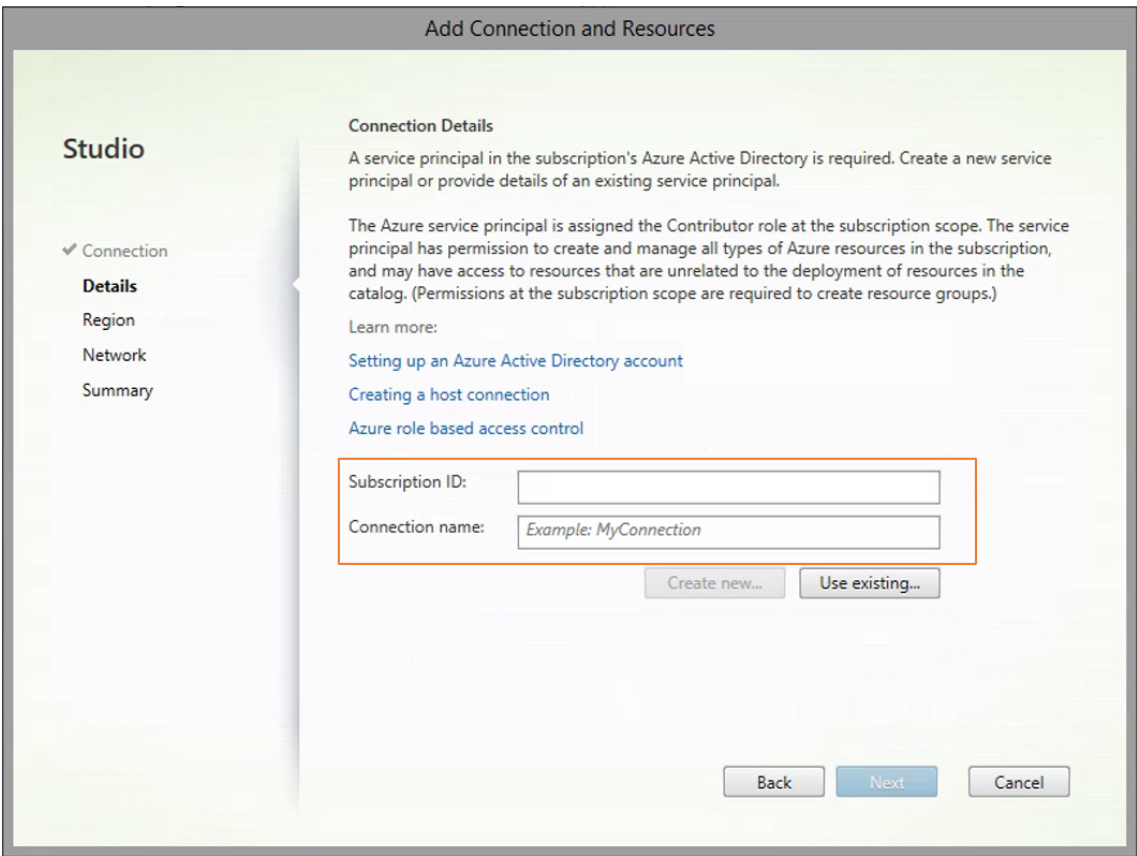 Add Connection and Resources
Studio
Connection
Details
Region
Network
Summary
Connection Details
A service principal in the subscription's Azure Active Directory is required. Create a new service
principal or provide details of an existing service principal.
The Azure service principal is assigned the Contributor role at the subscription scope. The service
principal has permission to create and manage all types of Azure resources in the subscription,
and may have access to resources that are unrelated to the deployment of resources in the
catalog. (Permissions at the subscription scope are required to create resource groups.)
Learn more:
Setting up an Azure Active Directory account
Creating a host connection
Azure role based access control
Subscription ID:
Connection name: Example: MyConnection
Create new... Use existing...
Back Next Cancel